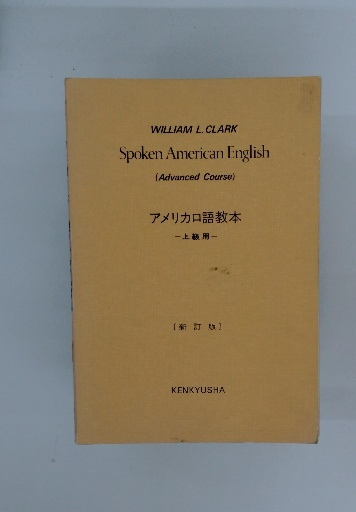 WILLIAM L. CLARK
Spoken American English
(Advanced Course)
アメリカ口語教本
－上級用－
[新訂版]
KENKYUSHA